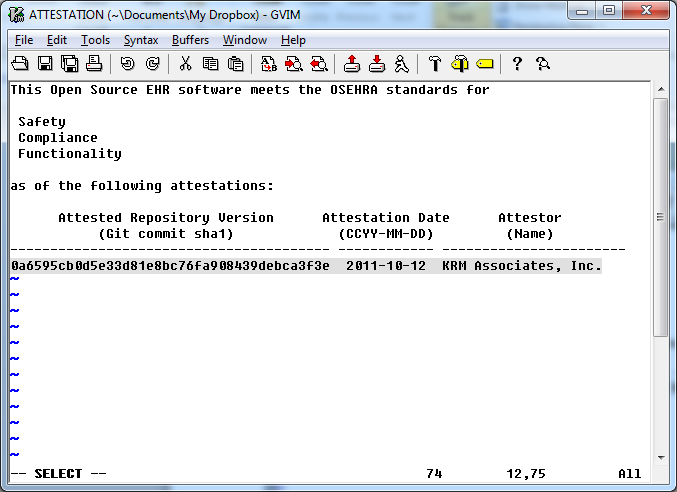 ATTESTATION (~\Documents\My Dropbox) - GVIM
File Edit Tools Syntax Buffers Window Help
This Open Source EHR software meets the OSEHRA standards for
Safety
Compliance
Functionality
as of the following attestations:
Attested Repository Version Attestation Date Attestor
(Git commit sha1) (CCYY-MM-DD) (Name)
---------------------------------------- ------------ -----------------------
0a6595cb0d5e33d81e8bc76fa908439debca3f3e 2011-10-12 KRM Associates, Inc.
~
~
~
~
~
~
~
~
~
~
~
~
-- SELECT -- 74 12,75 All